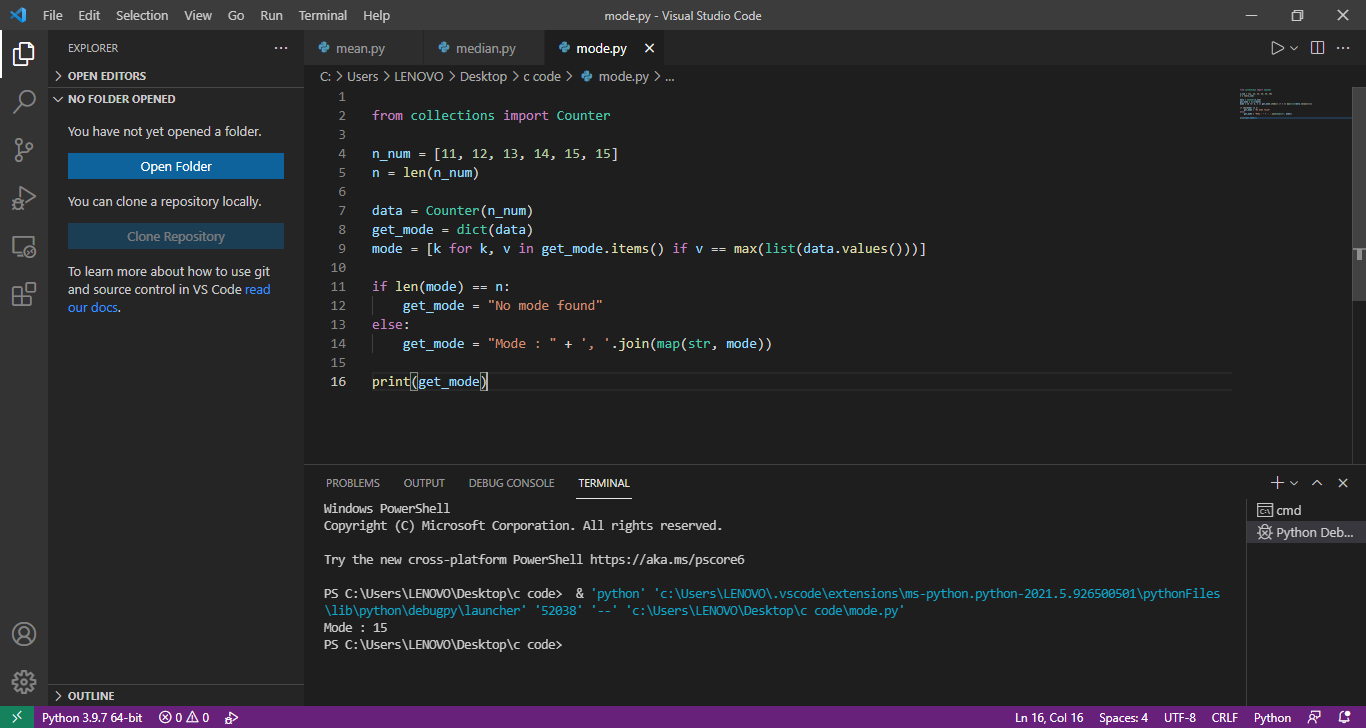 File Edit Selection View Go Run Terminal Help mode.py - Visual Studio Code
EXPLORER
OPEN EDITORS
NO FOLDER OPENED
You have not yet opened a folder.
Open Folder
You can clone a repository locally.
Clone Repository
To learn more about how to use git
and source control in VS Code read
our docs.
OUTLINE
mean.py median.py mode.py
C: > Users > LENOVO > Desktop > c code > mode.py > ...
1
2 from collections import Counter
3
4 n_num = [11, 12, 13, 14, 15, 15]
5 n = len(n_num)
6
7 data = Counter(n_num)
8 get_mode = dict(data)
9 mode = [k for k, v in get_mode.items() if v == max(list(data.values()))]
10
11 if len(mode) == n:
12     get_mode = "No mode found"
13 else:
14     get_mode = "Mode : " + ', '.join(map(str, mode))
15
16 print(get_mode)
PROBLEMS OUTPUT DEBUG CONSOLE TERMINAL
Windows PowerShell
Copyright (C) Microsoft Corporation. All rights reserved.
Try the new cross-platform PowerShell https://aka.ms/pscore6
PS C:\Users\LENOVO\Desktop\c code>  & 'python' 'c:\Users\LENOVO\.vscode\extensions\ms-python.python-2021.5.926500501\pythonFiles
\lib\python\debugpy\launcher' '52038' '--' 'c:\Users\LENOVO\Desktop\c code\mode.py'
Mode : 15
PS C:\Users\LENOVO\Desktop\c code>
cmd
Python Deb...
Python 3.9.7 64-bit 0 0 Ln 16, Col 16 Spaces: 4 UTF-8 CRLF Python